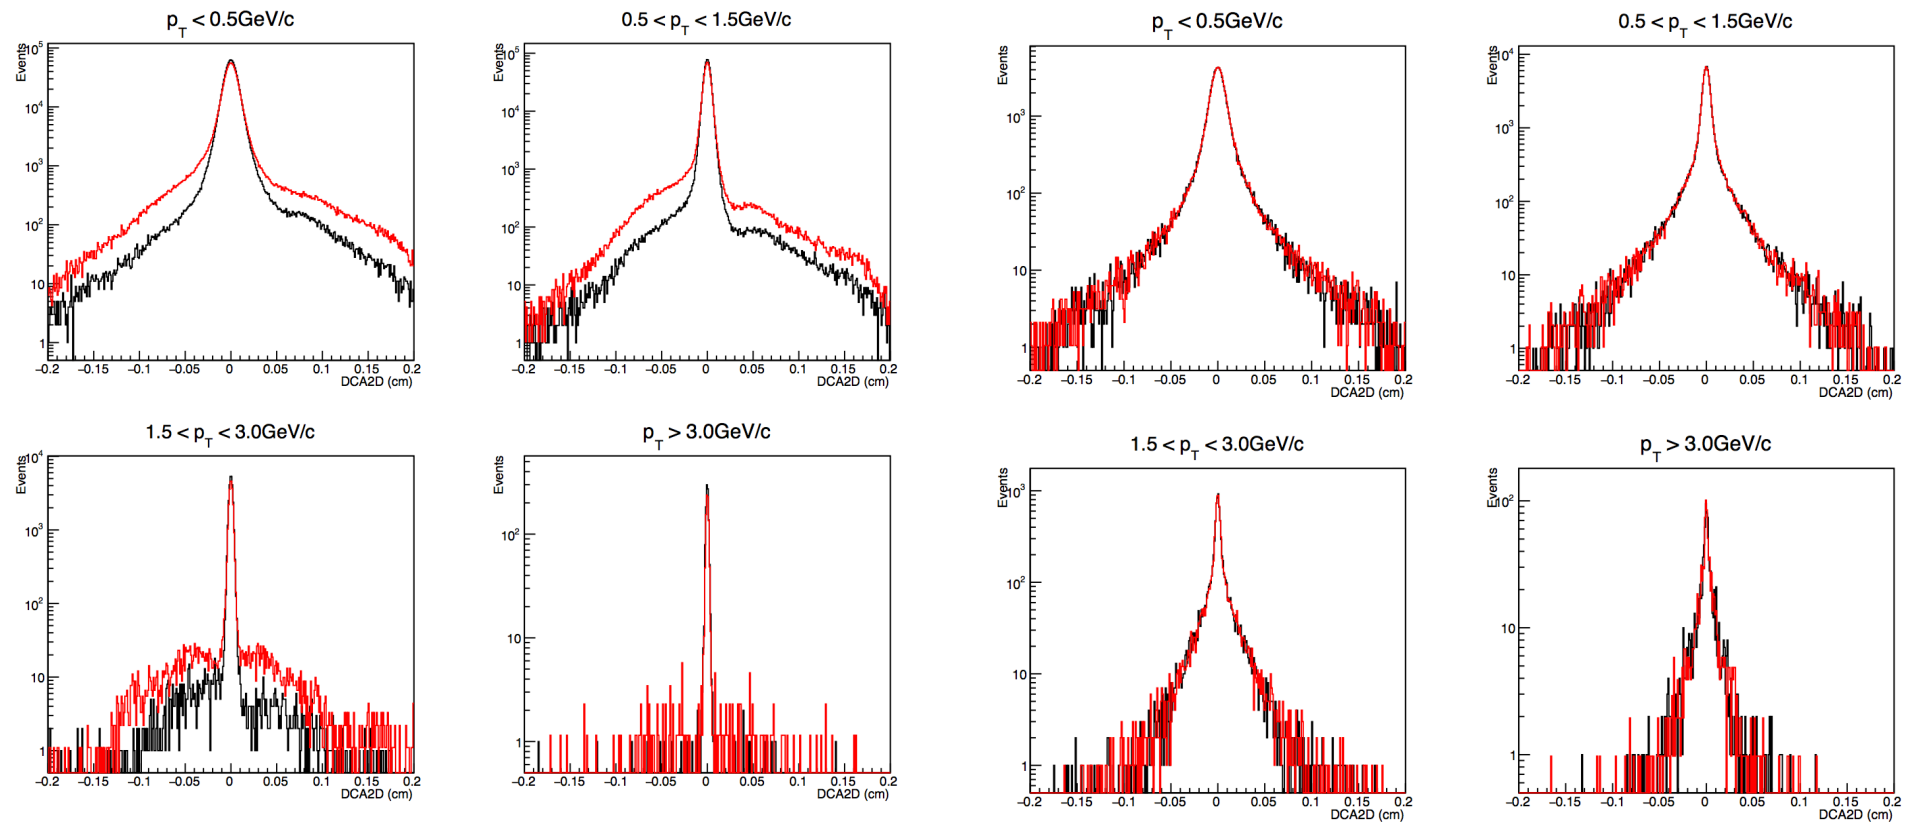 p_T < 0.5GeV/c
Events
10^5
10^4
10^3
10^2
10
1
−0.2 −0.15 −0.1 −0.05 0 0.05 0.1 0.15 0.2
DCA2D (cm)
0.5 < p_T < 1.5GeV/c
Events
10^5
10^4
10^3
10^2
10
1
−0.2 −0.15 −0.1 −0.05 0 0.05 0.1 0.15 0.2
DCA2D (cm)
p_T < 0.5GeV/c
Events
10^3
10^2
10
1
−0.2 −0.15 −0.1 −0.05 0 0.05 0.1 0.15 0.2
DCA2D (cm)
0.5 < p_T < 1.5GeV/c
Events
10^4
10^3
10^2
10
1
−0.2 −0.15 −0.1 −0.05 0 0.05 0.1 0.15 0.2
DCA2D (cm)
1.5 < p_T < 3.0GeV/c
Events
10^4
10^3
10^2
10
1
−0.2 −0.15 −0.1 −0.05 0 0.05 0.1 0.15 0.2
DCA2D (cm)
p_T > 3.0GeV/c
Events
10^2
10
1
−0.2 −0.15 −0.1 −0.05 0 0.05 0.1 0.15 0.2
DCA2D (cm)
1.5 < p_T < 3.0GeV/c
Events
10^3
10^2
10
1
−0.2 −0.15 −0.1 −0.05 0 0.05 0.1 0.15 0.2
DCA2D (cm)
p_T > 3.0GeV/c
Events
10^2
10
1
−0.2 −0.15 −0.1 −0.05 0 0.05 0.1 0.15 0.2
DCA2D (cm)